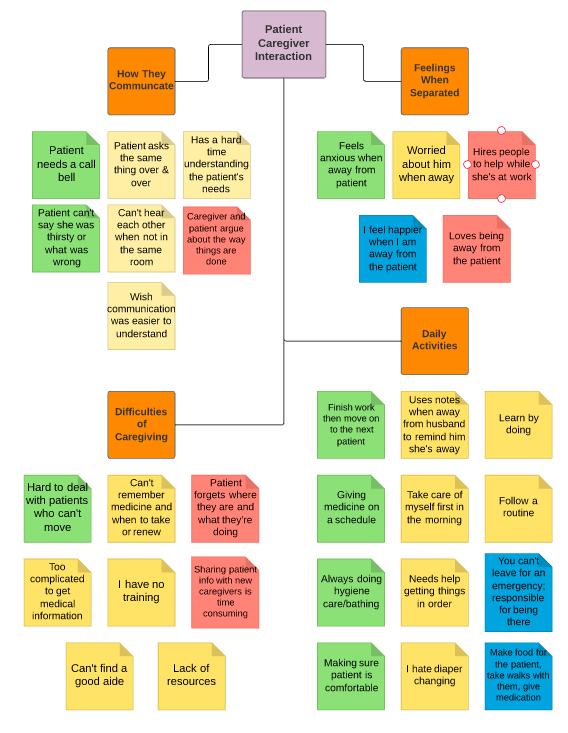 Patient
Caregiver
Interaction
How They
Communcate
Feelings
When
Separated
Patient
needs a call
bell
Patient asks
the same
thing over &
over
Has a hard
time
understanding
the patient's
needs
Feels
anxious when
away from
patient
Worried
about him
when away
Hires people
to help while
she's at work
Patient can't
say she was
thirsty or
what was
wrong
Can't hear
each other
when not in
the same
room
Caregiver and
patient argue
about the way
things are
done
I feel happier
when I am
away from
the patient
Loves being
away from
the patient
Wish
communication
was easier to
understand
Daily
Activities
Difficulties
of
Caregiving
Finish work
then move on
to the next
patient
Uses notes
when away
from husband
to remind him
she's away
Learn by
doing
Hard to deal
with patients
who can't
move
Can't
remember
medicine and
when to take
or renew
Patient
forgets where
they are and
what they're
doing
Giving
medicine on
a schedule
Take care of
myself first in
the morning
Follow a
routine
Too
complicated
to get
medical
information
I have no
training
Sharing patient
info with new
caregivers is
time
consuming
Always doing
hygiene
care/bathing
Needs help
getting things
in order
You can't
leave for an
emergency;
responsible
for being
there
Can't find a
good aide
Lack of
resources
Making sure
patient is
comfortable
I hate diaper
changing
Make food for
the patient,
take walks with
them, give
medication